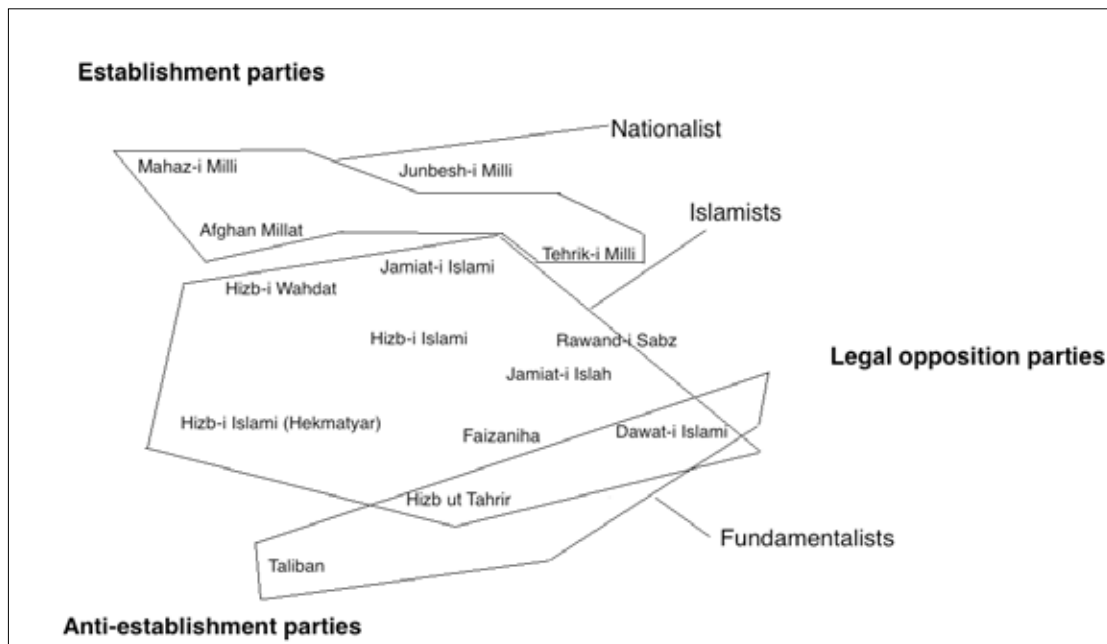 Establishment parties
Nationalist
Mahaz-i Milli
Junbesh-i Milli
Islamists
Afghan Millat
Tehrik-i Milli
Jamiat-i Islami
Hizb-i Wahdat
Hizb-i Islami
Rawand-i Sabz
Legal opposition parties
Jamiat-i Islah
Hizb-i Islami (Hekmatyar)
Faizaniha
Dawat-i Islami
Hizb ut Tahrir
Fundamentalists
Taliban
Anti-establishment parties